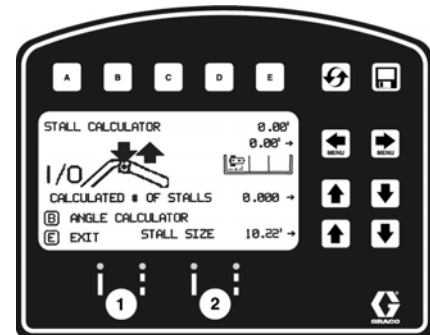 A B C D E
STALL CALCULATOR 0.00'
0.00' →
I/O
CALCULATED # OF STALLS 0.000 →
B ANGLE CALCULATOR
E EXIT STALL SIZE 10.22' →
MENU MENU
1 2
GRACO